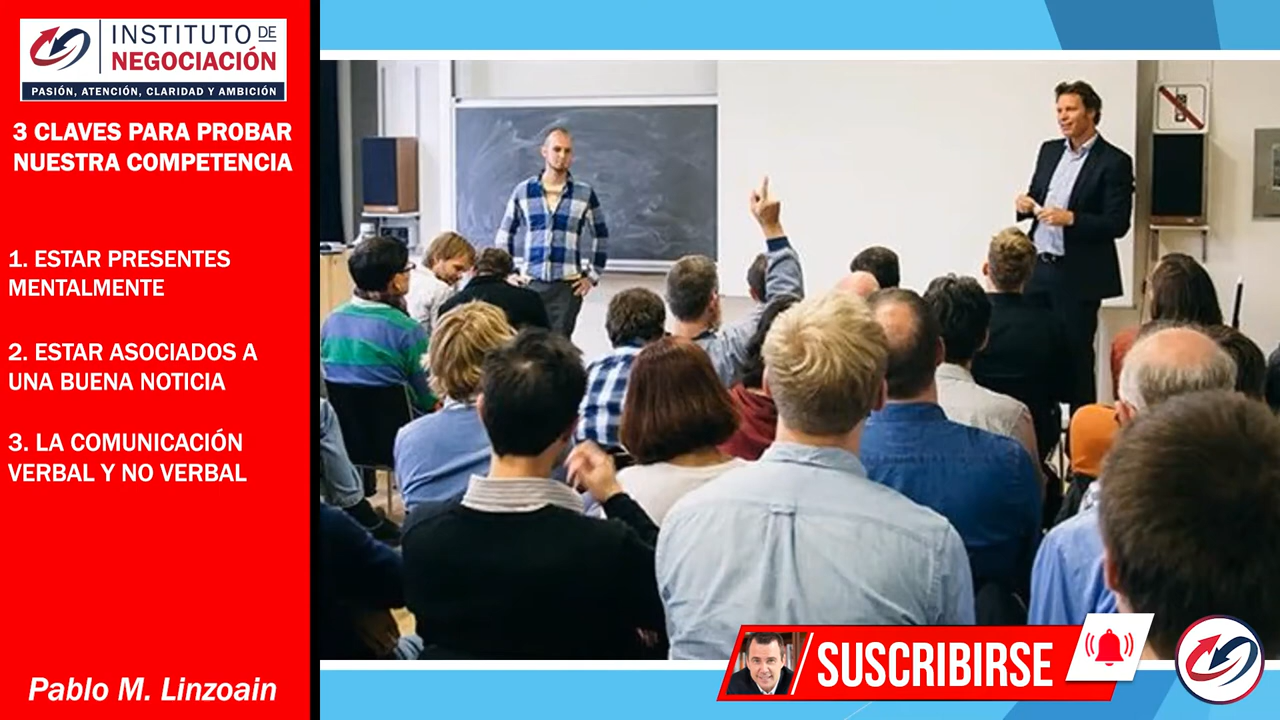 INSTITUTO DE
NEGOCIACIÓN
PASIÓN, ATENCIÓN, CLARIDAD Y AMBICIÓN
3 CLAVES PARA PROBAR
NUESTRA COMPETENCIA
1. ESTAR PRESENTES
MENTALMENTE
2. ESTAR ASOCIADOS A
UNA BUENA NOTICIA
3. LA COMUNICACIÓN
VERBAL Y NO VERBAL
Pablo M. Linzoain
SUSCRIBIRSE